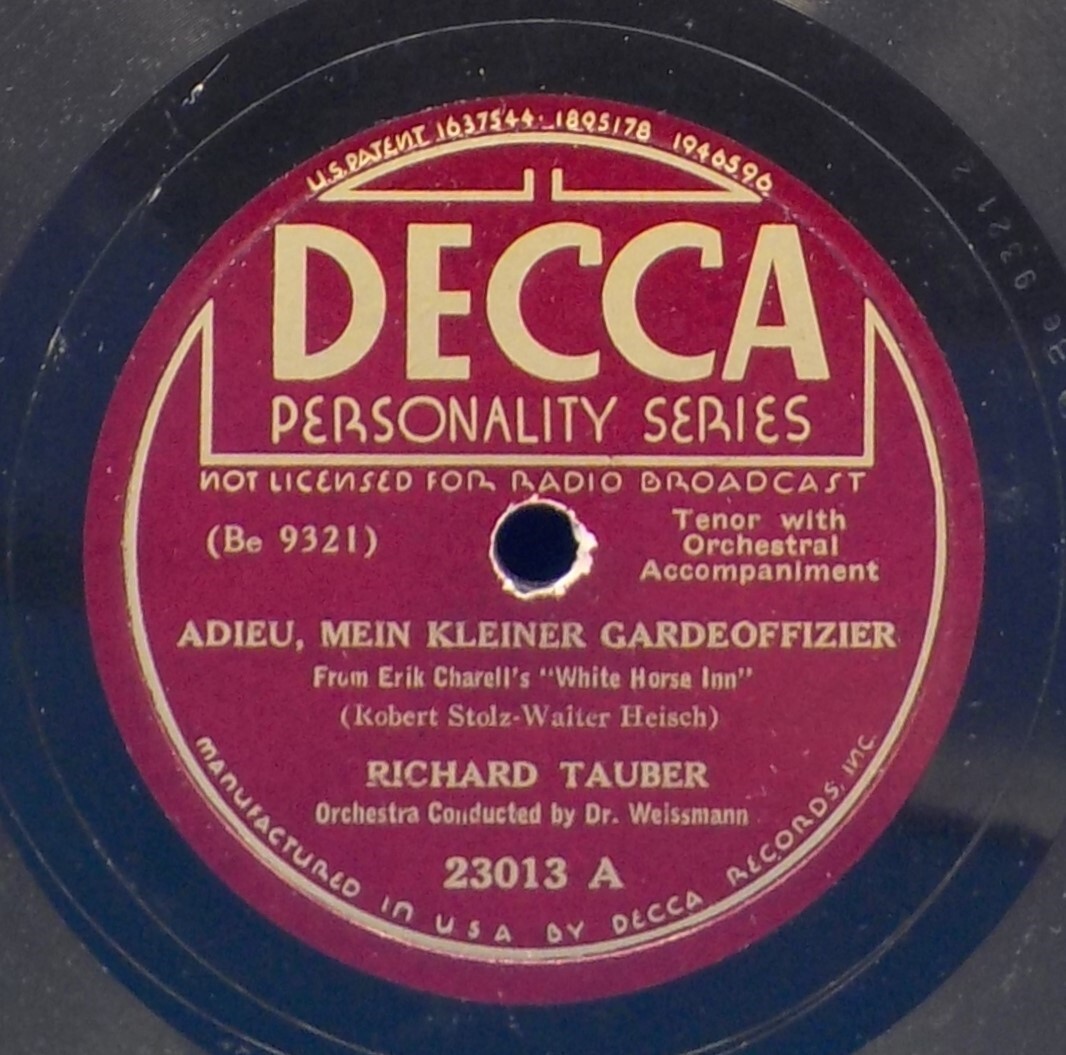 U.S. PATENT 1637544 - 1895178 1946596
DECCA
PERSONALITY SERIES
NOT LICENSED FOR RADIO BROADCAST
(Be 9321)
Tenor with
Orchestral
Accompaniment
ADIEU, MEIN KLEINER GARDEOFFIZIER
From Erik Charell's "White Horse Inn"
(Robert Stolz-Walter Heisch)
RICHARD TAUBER
Orchestra Conducted by Dr. Weissmann
23013 A
MANUFACTURED IN U S A BY DECCA RECORDS, INC.